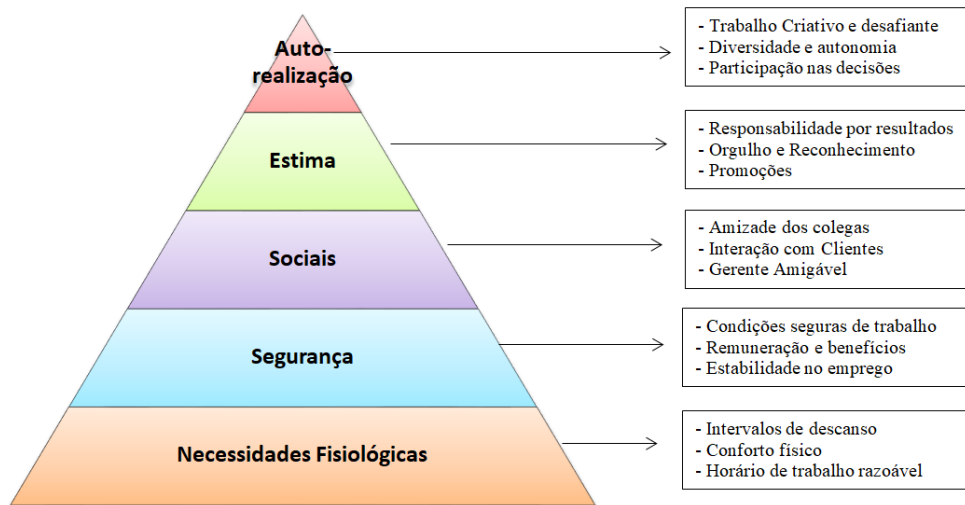 Auto-
realização
- Trabalho Criativo e desafiante
- Diversidade e autonomia
- Participação nas decisões
Estima
- Responsabilidade por resultados
- Orgulho e Reconhecimento
- Promoções
Sociais
- Amizade dos colegas
- Interação com Clientes
- Gerente Amigável
Segurança
- Condições seguras de trabalho
- Remuneração e benefícios
- Estabilidade no emprego
Necessidades Fisiológicas
- Intervalos de descanso
- Conforto físico
- Horário de trabalho razoável